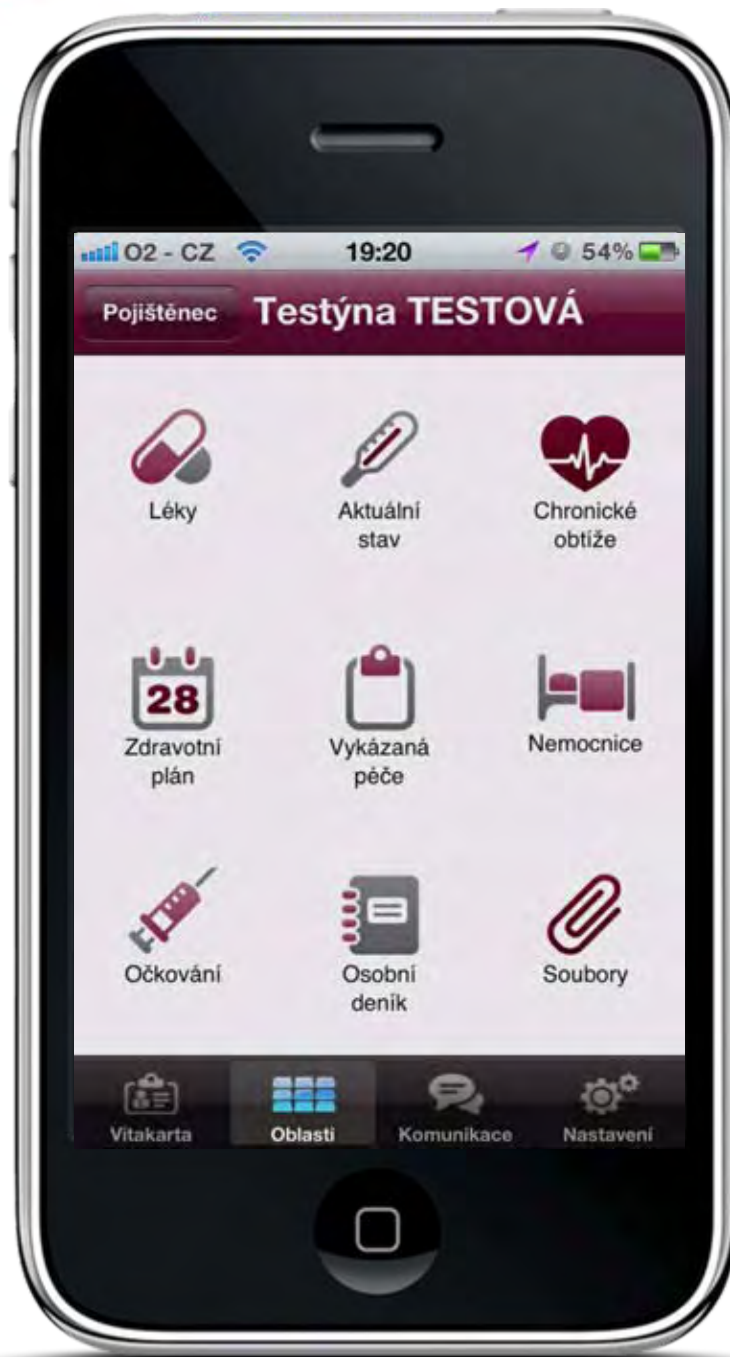 O2 - CZ 19:20 54%
Pojištěnec Testýna TESTOVÁ
Léky
Aktuální
stav
Chronické
obtíže
28
Zdravotní
plán
Vykázaná
péče
Nemocnice
Očkování
Osobní
deník
Soubory
Vitakarta Oblasti Komunikace Nastavení